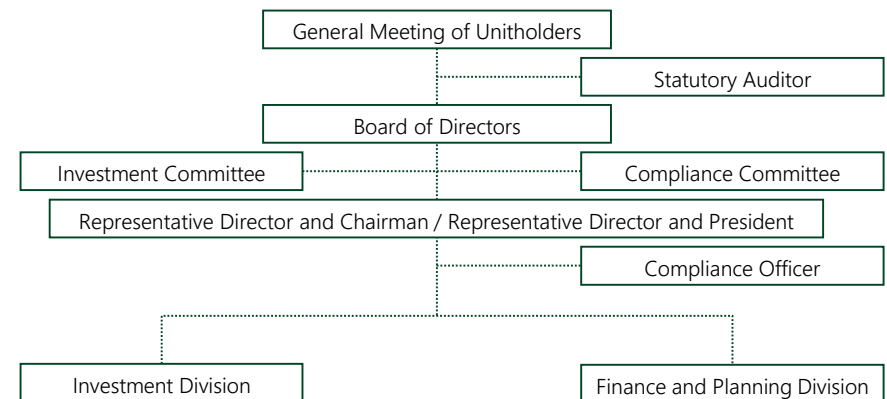 General Meeting of Unitholders
Statutory Auditor
Board of Directors
Investment Committee
Compliance Committee
Representative Director and Chairman / Representative Director and President
Compliance Officer
Investment Division
Finance and Planning Division